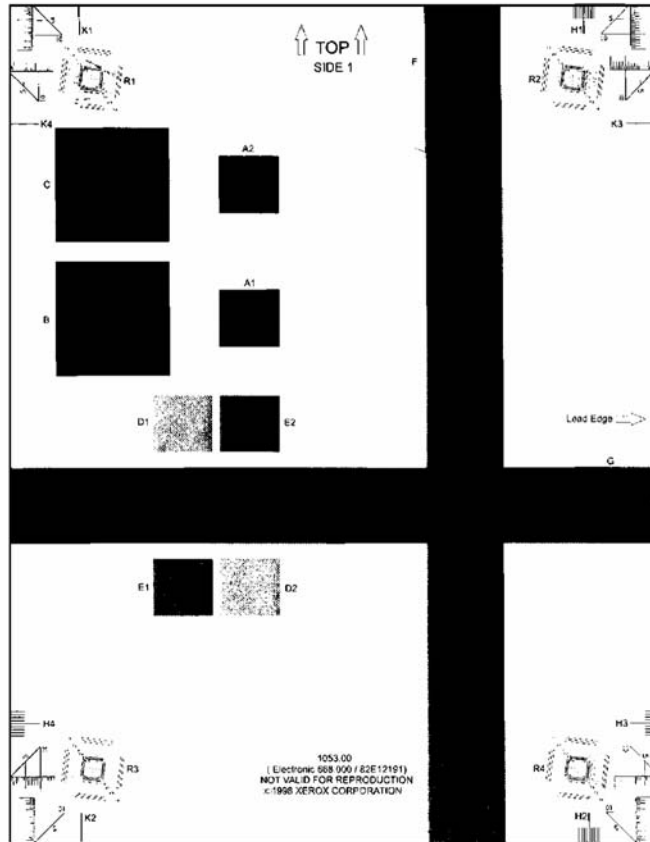 K1
TOP
SIDE 1
F
H1
R1
R2
K4
K3
A2
C
A1
B
D1
E2
Lead Edge
G
E1
D2
H4
H3
R3
R4
1053.00
( Electronic 668.000 / 82E12191)
NOT VALID FOR REPRODUCTION
© 1998 XEROX CORPORATION
K2
H2